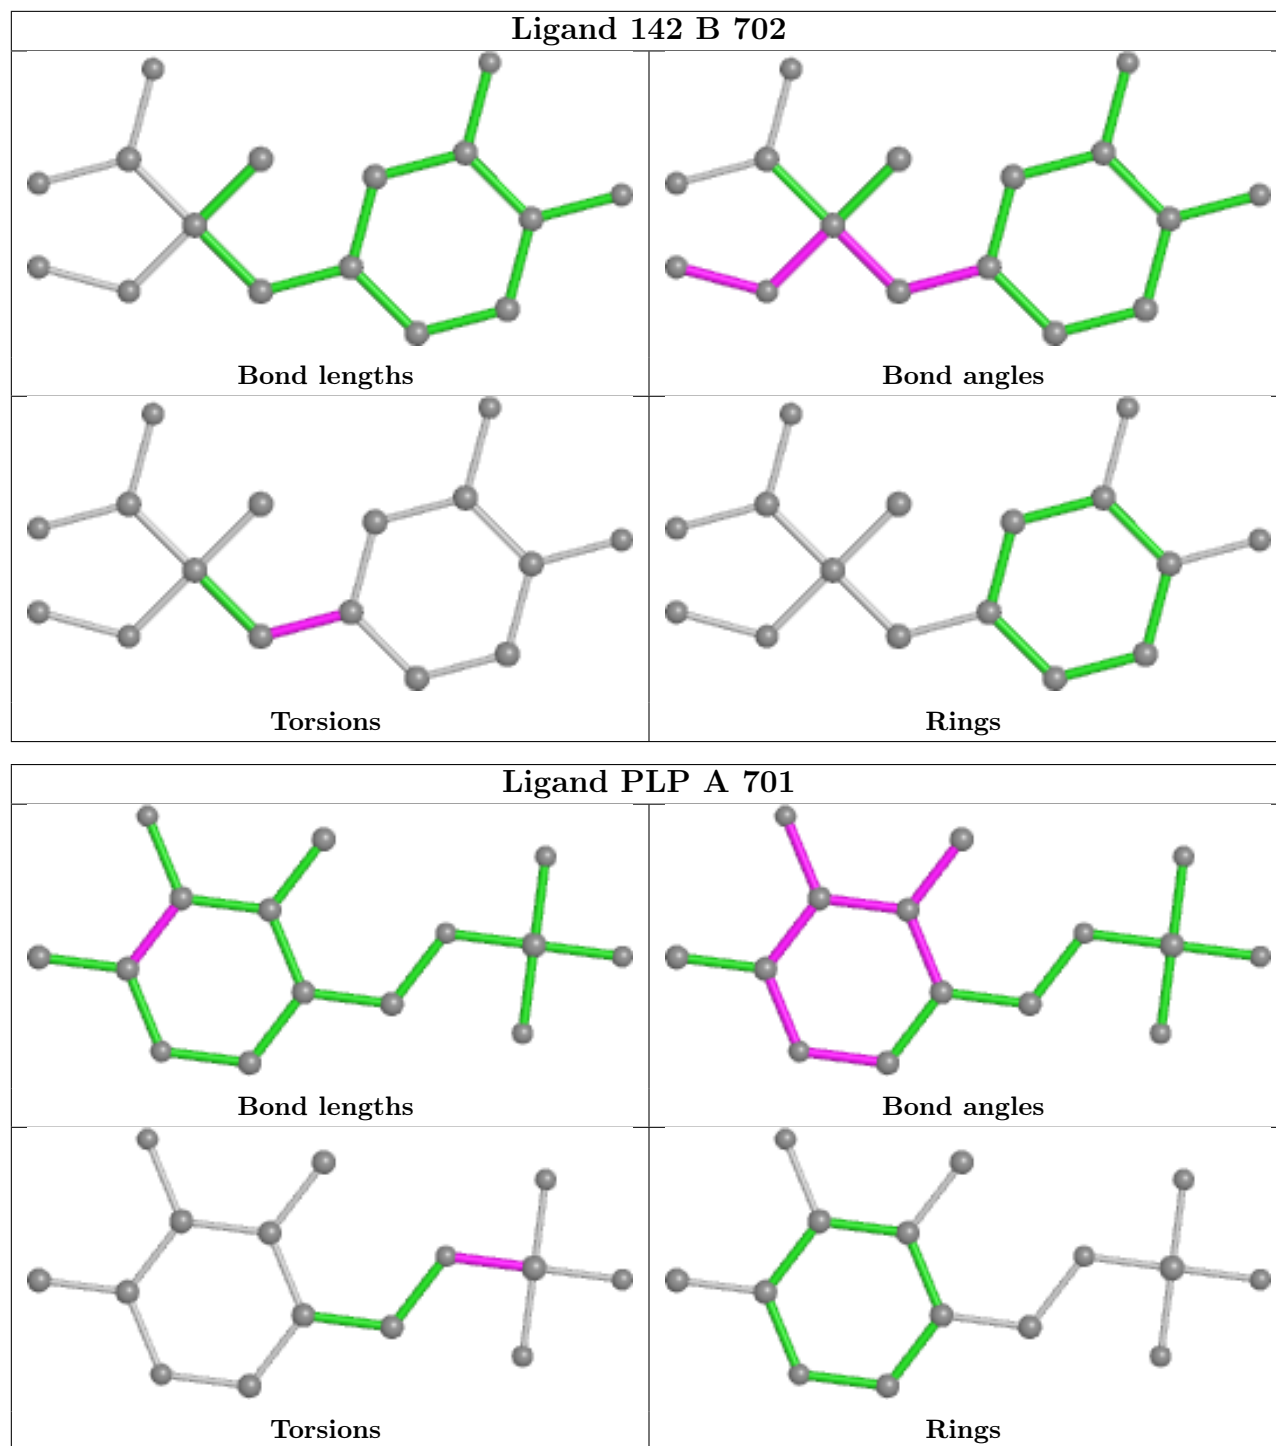 Ligand 142 B 702
Bond lengths
Bond angles
Torsions
Rings
Ligand PLP A 701
Bond lengths
Bond angles
Torsions
Rings